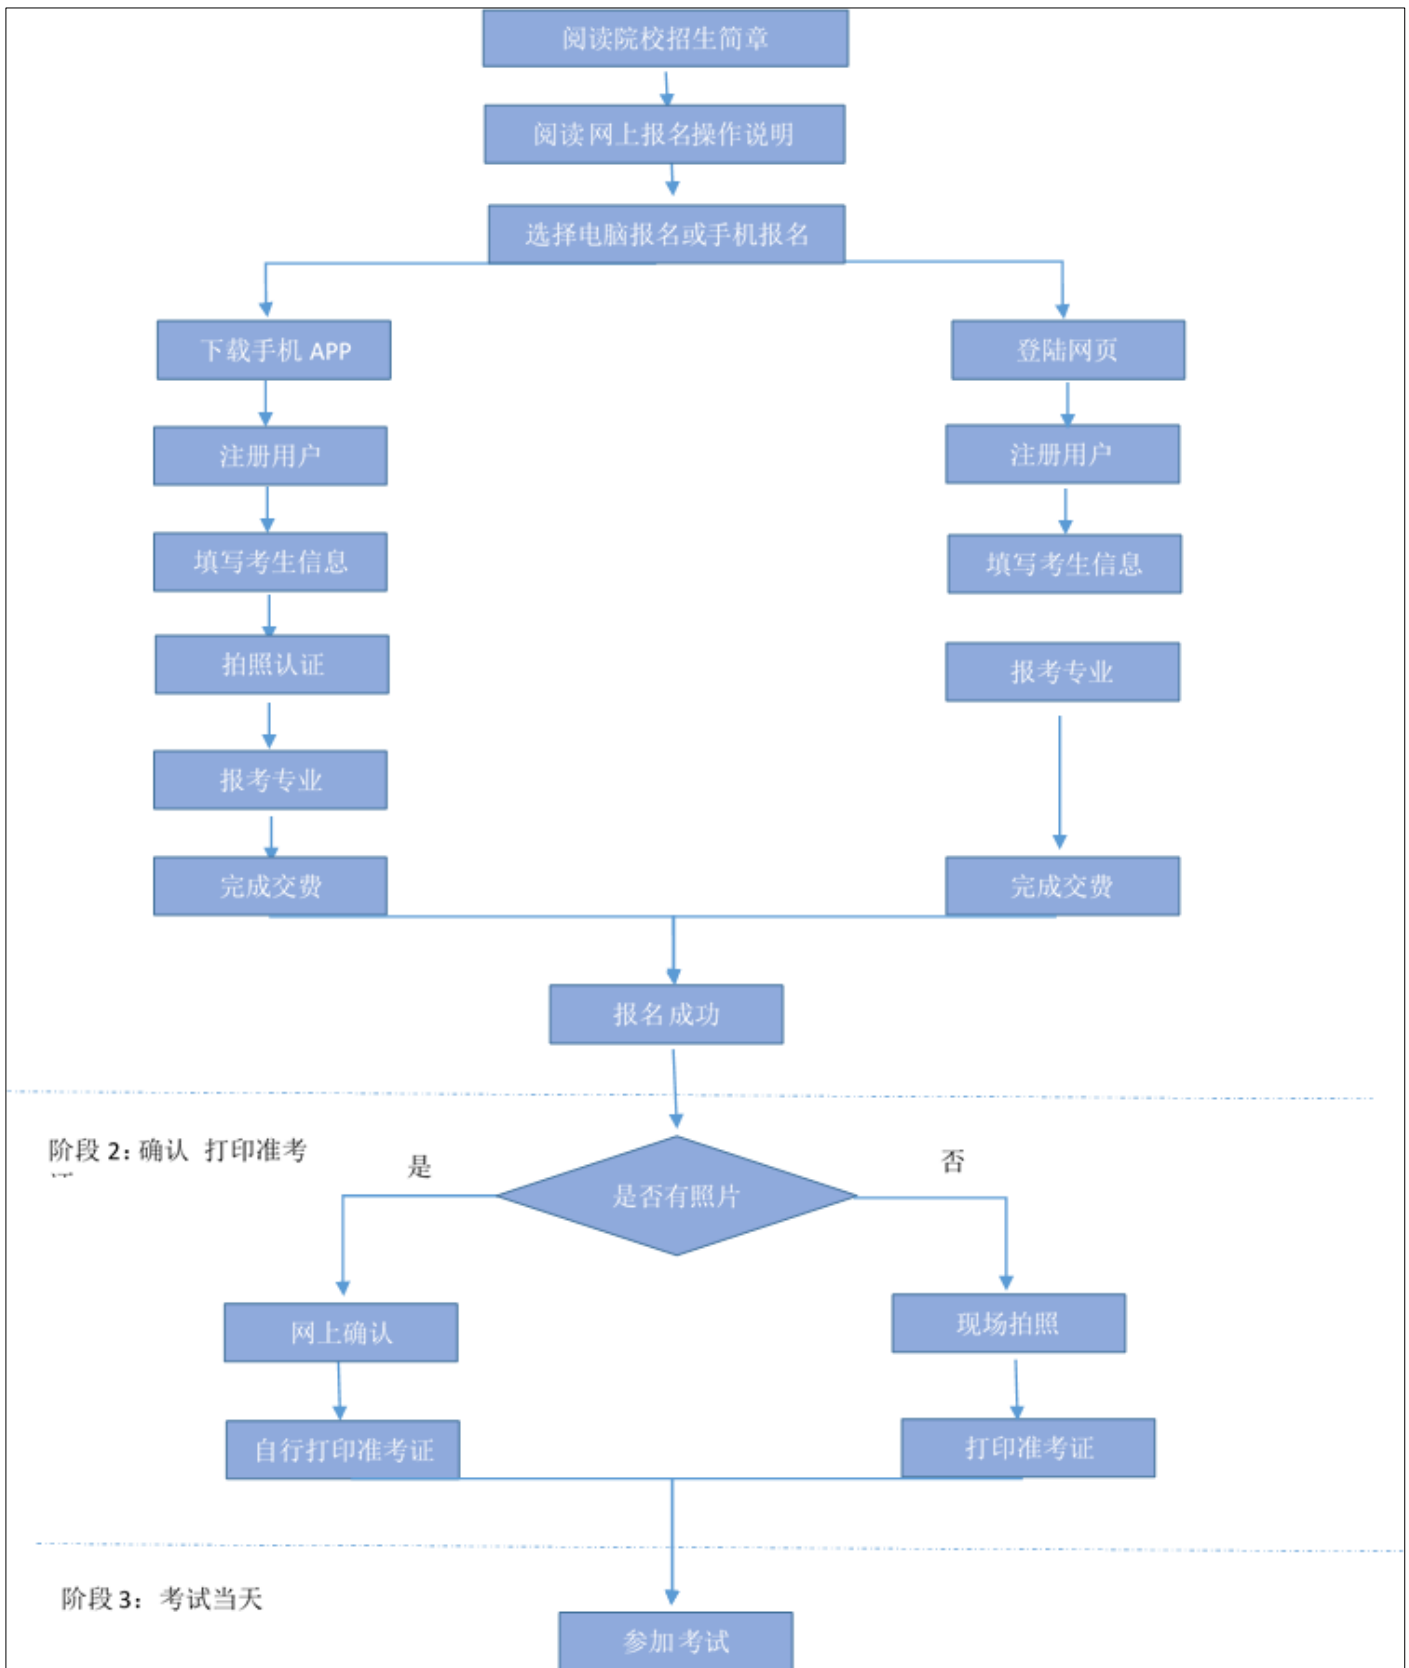 阅读院校招生简章
阅读网上报名操作说明
选择电脑报名或手机报名
下载手机 APP
登陆网页
注册用户
注册用户
填写考生信息
填写考生信息
拍照认证
报考专业
报考专业
完成交费
完成交费
报名成功
阶段 2：确认 打印准考
是
否
是否有照片
网上确认
现场拍照
自行打印准考证
打印准考证
阶段 3：考试当天
参加考试